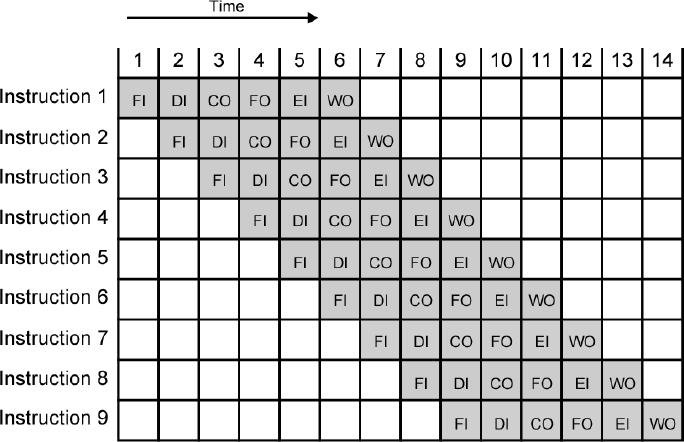 Time
1 2 3 4 5 6 7 8 9 10 11 12 13 14
Instruction 1 FI DI CO FO EI WO
Instruction 2 FI DI CO FO EI WO
Instruction 3 FI DI CO FO EI WO
Instruction 4 FI DI CO FO EI WO
Instruction 5 FI DI CO FO EI WO
Instruction 6 FI DI CO FO EI WO
Instruction 7 FI DI CO FO EI WO
Instruction 8 FI DI CO FO EI WO
Instruction 9 FI DI CO FO EI WO